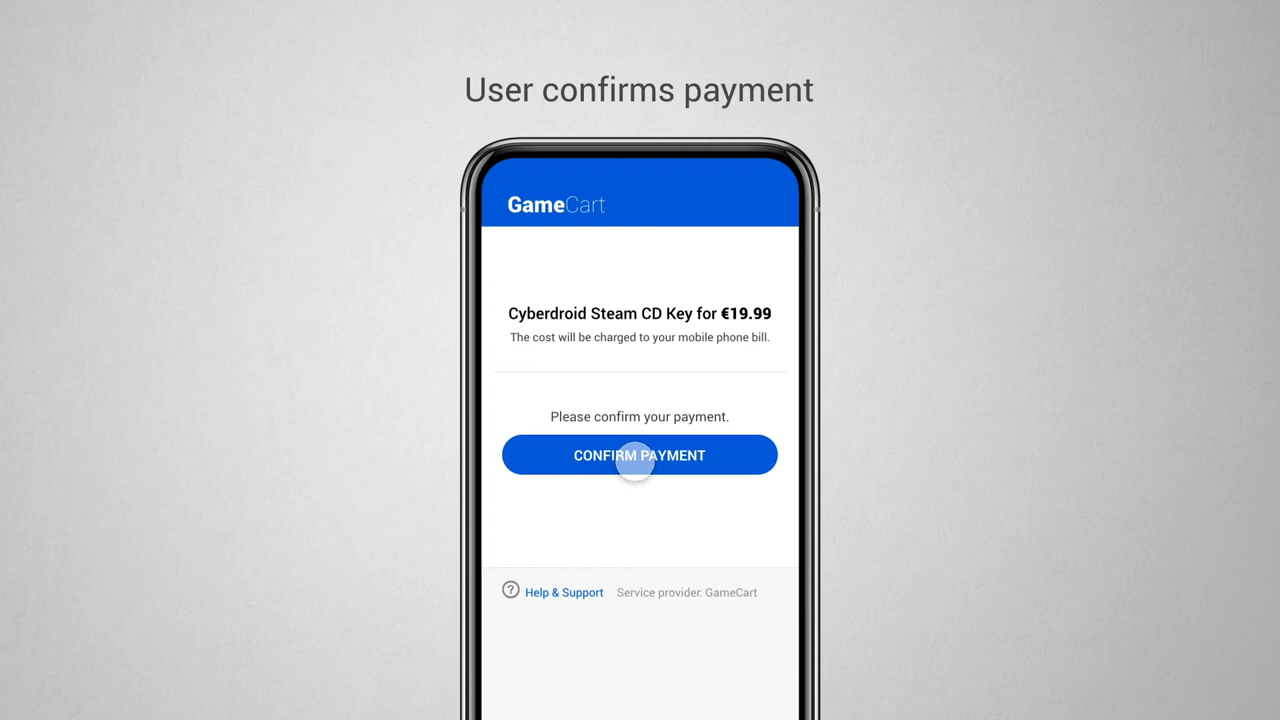 User confirms payment
GameCart
Cyberdroid Steam CD Key for €19.99
The cost will be charged to your mobile phone bill.
Please confirm your payment.
CONFIRM PAYMENT
Help & Support Service provider: GameCart